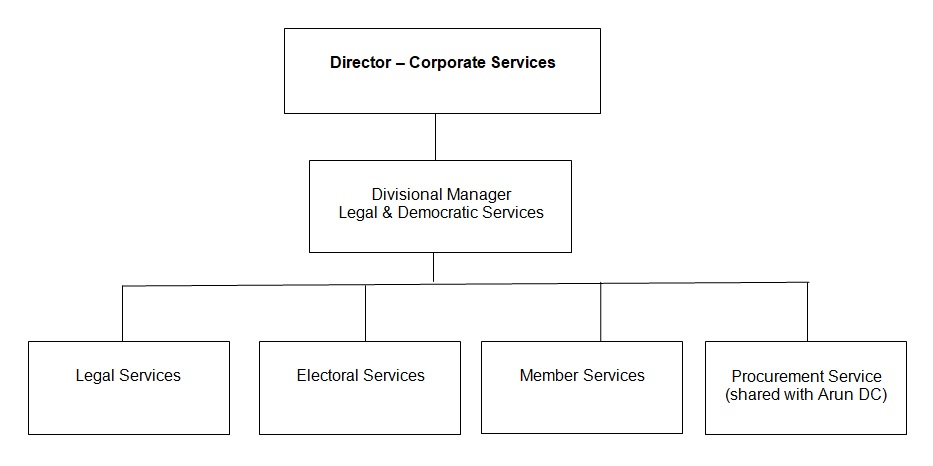 Director – Corporate Services
Divisional Manager
Legal & Democratic Services
Legal Services
Electoral Services
Member Services
Procurement Service
(shared with Arun DC)